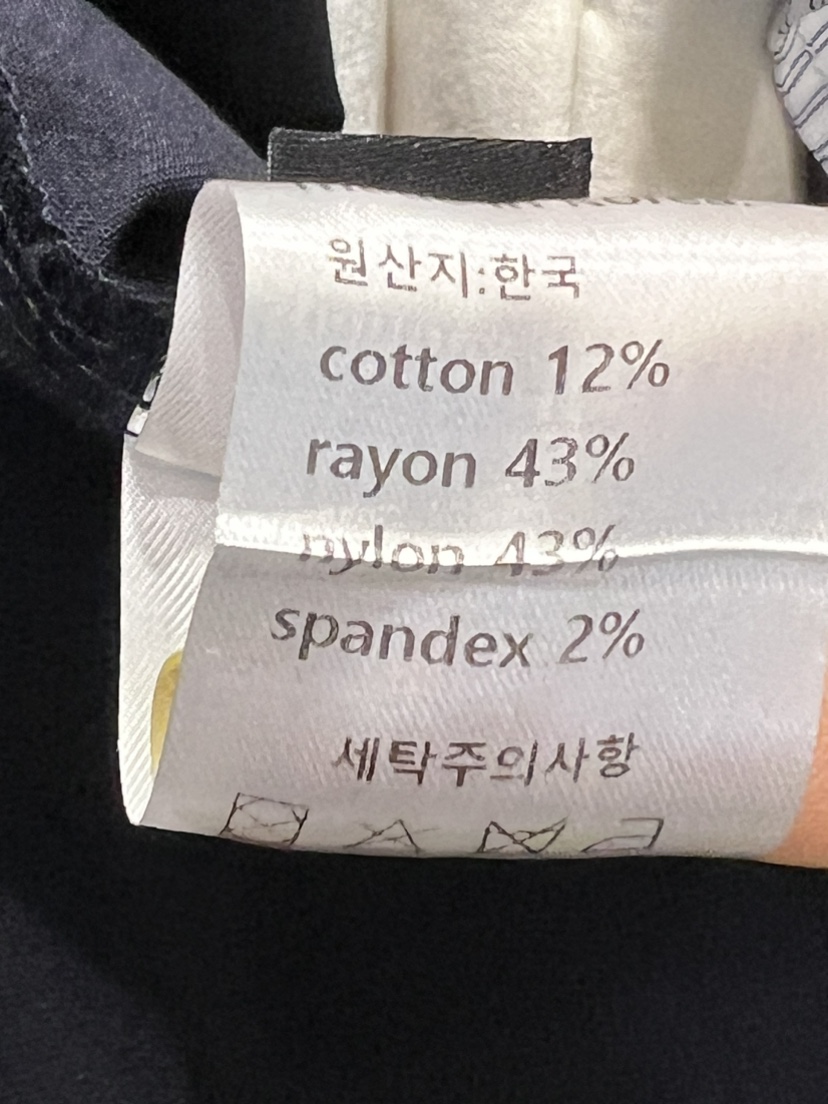 원산지:한국
cotton 12%
rayon 43%
nylon 43%
spandex 2%
세탁주의사항